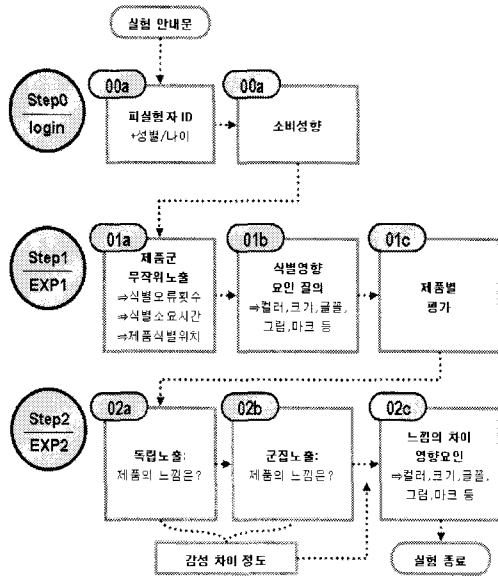 실험 안내문
Step0
login
00a
피실험자 ID
+성별/나이
00a
소비성향
Step1
EXP1
01a
제품군
무작위노출
⇒식별오류횟수
⇒식별소요시간
⇒제품식별위치
01b
식별영향
요인 질의
⇒컬러,크기,글꼴,
그림,마크 등
01c
제품별
평가
Step2
EXP2
02a
독립노출:
제품의 느낌은?
02b
군집노출:
제품의 느낌은?
02c
느낌의 차이
영향요인
⇒컬러,크기,글꼴,
그림,마크 등
감성 차이 정도
실험 종료